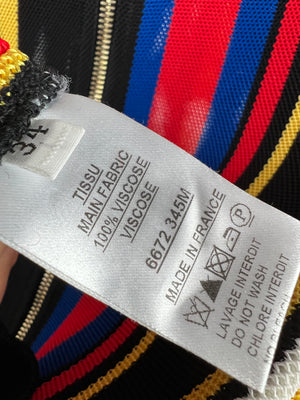 34
TISSU
MAIN FABRIC
100% VISCOSE
VISCOSE
6672 345M
MADE IN FRANCE
P
LAVAGE INTERDIT
DO NOT WASH
CHLORE INTERDIT